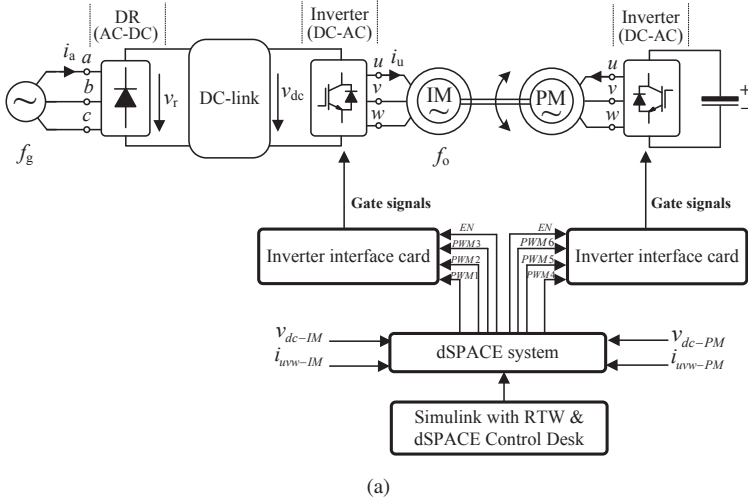 DR
(AC-DC)
Inverter
(DC-AC)
Inverter
(DC-AC)
i_a a
b
c
f_g
v_r
DC-link
v_dc
u i_u
v
w
IM
~
f_o
PM
~
u
v
w
+
−
Gate signals
Gate signals
Inverter interface card
EN
PWM3
PWM2
PWM1
EN
PWM6
PWM5
PWM4
Inverter interface card
v_dc−IM
i_uvw−IM
dSPACE system
v_dc−PM
i_uvw−PM
Simulink with RTW &
dSPACE Control Desk
(a)